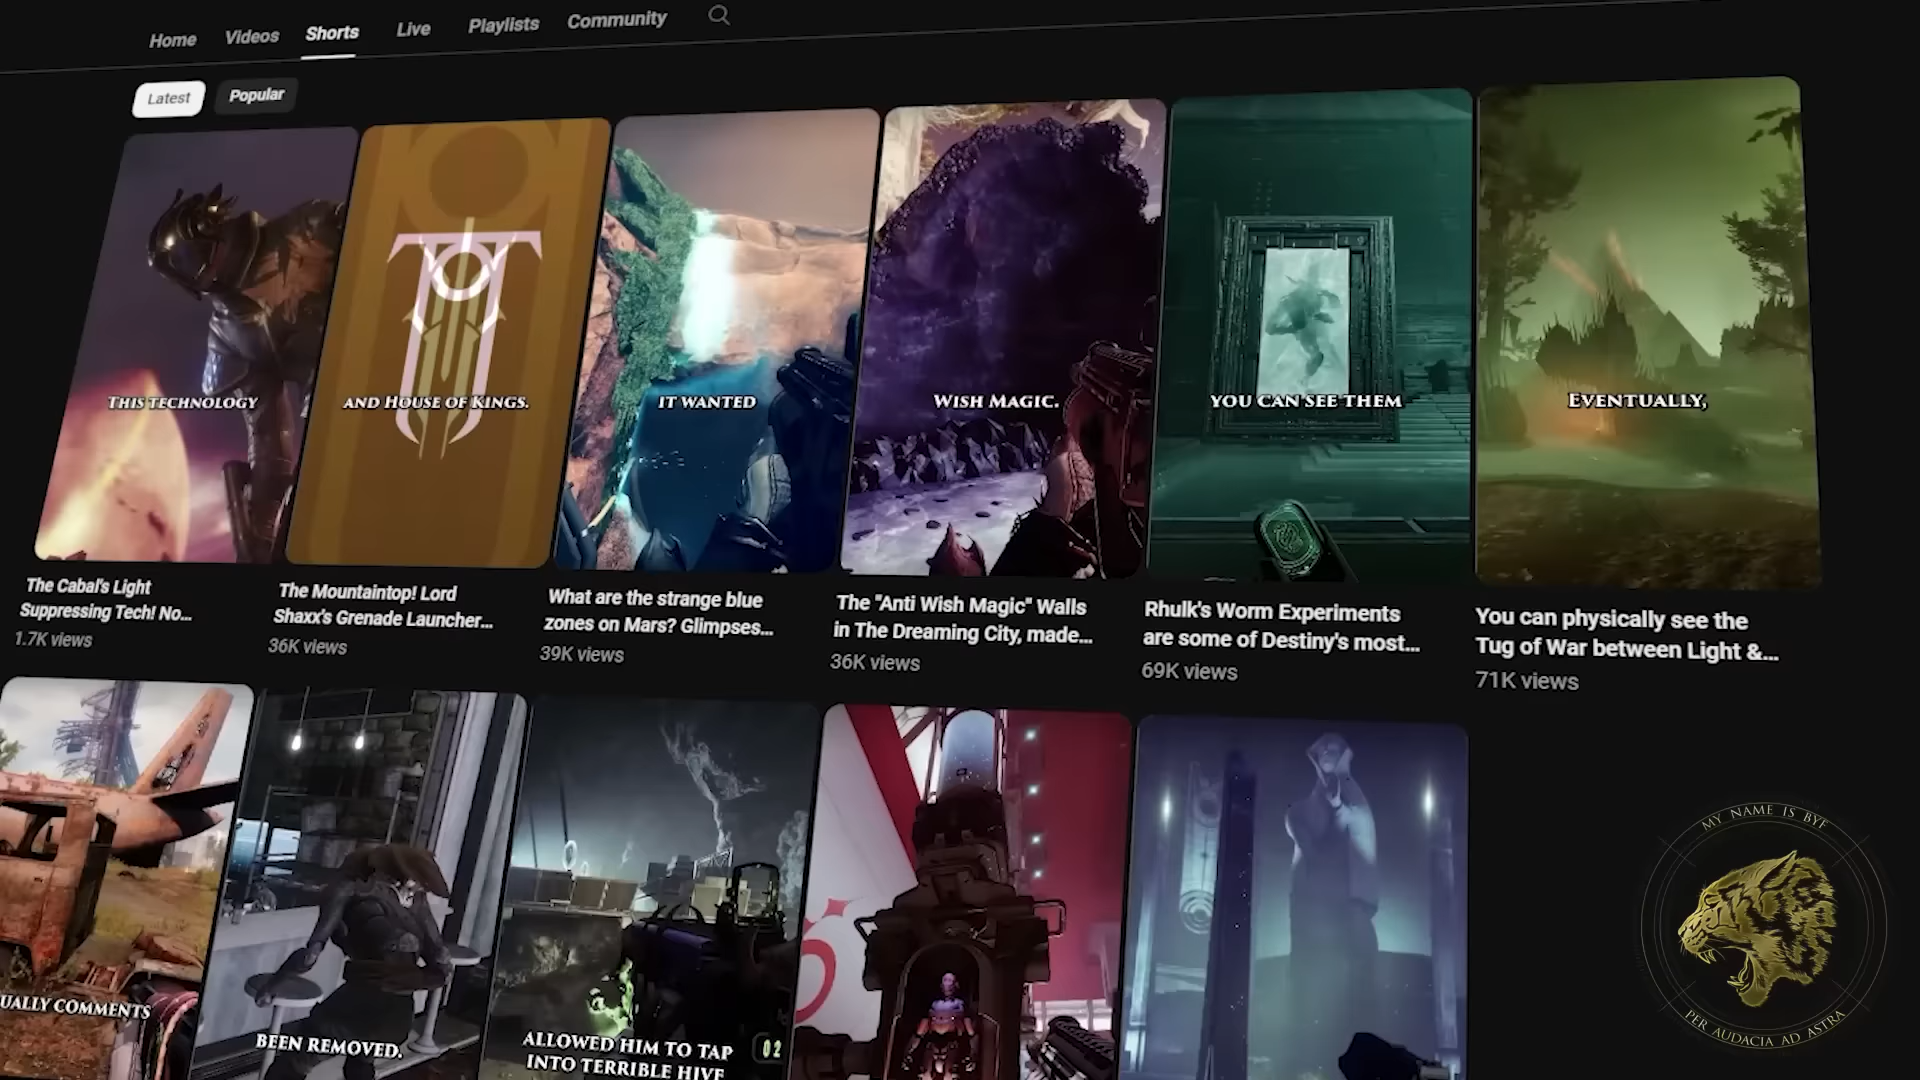 Home
Videos
Shorts
Live
Playlists
Community
Latest
Popular
THIS TECHNOLOGY
AND HOUSE OF KINGS.
IT WANTED
WISH MAGIC.
YOU CAN SEE THEM
EVENTUALLY,
The Cabal's Light
Suppressing Tech! No...
1.7K views
The Mountaintop! Lord
Shaxx's Grenade Launcher...
36K views
What are the strange blue
zones on Mars? Glimpses...
39K views
The "Anti Wish Magic" Walls
in The Dreaming City, made...
36K views
Rhulk's Worm Experiments
are some of Destiny's most...
69K views
You can physically see the
Tug of War between Light &...
71K views
UALLY COMMENTS
BEEN REMOVED.
ALLOWED HIM TO TAP
INTO TERRIBLE HIVE
02
MY NAME IS BYF
PER AUDACIA AD ASTRA